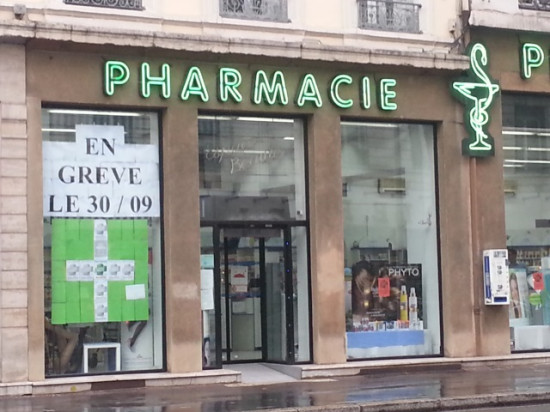 PHARMACIE
P
EN
GREVE
LE 30 / 09
PHYTO